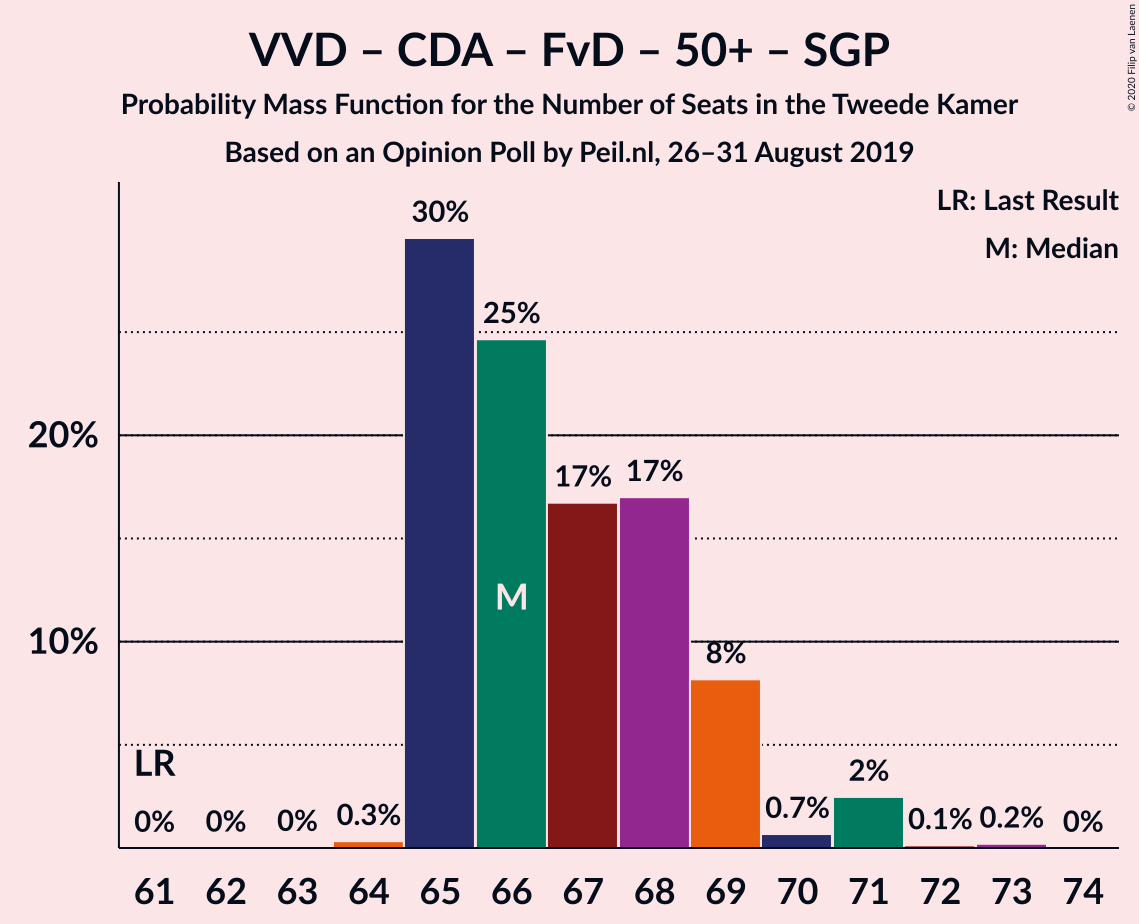 VVD – CDA – FvD – 50+ – SGP
Probability Mass Function for the Number of Seats in the Tweede Kamer
Based on an Opinion Poll by Peil.nl, 26–31 August 2019
© 2020 Filip van Laenen
LR: Last Result
M: Median
30%
25%
20%
17%
17%
M
10%
8%
LR
2%
0%
0%
0%
0.3%
0.7%
0.1%
0.2%
0%
61 62 63 64 65 66 67 68 69 70 71 72 73 74